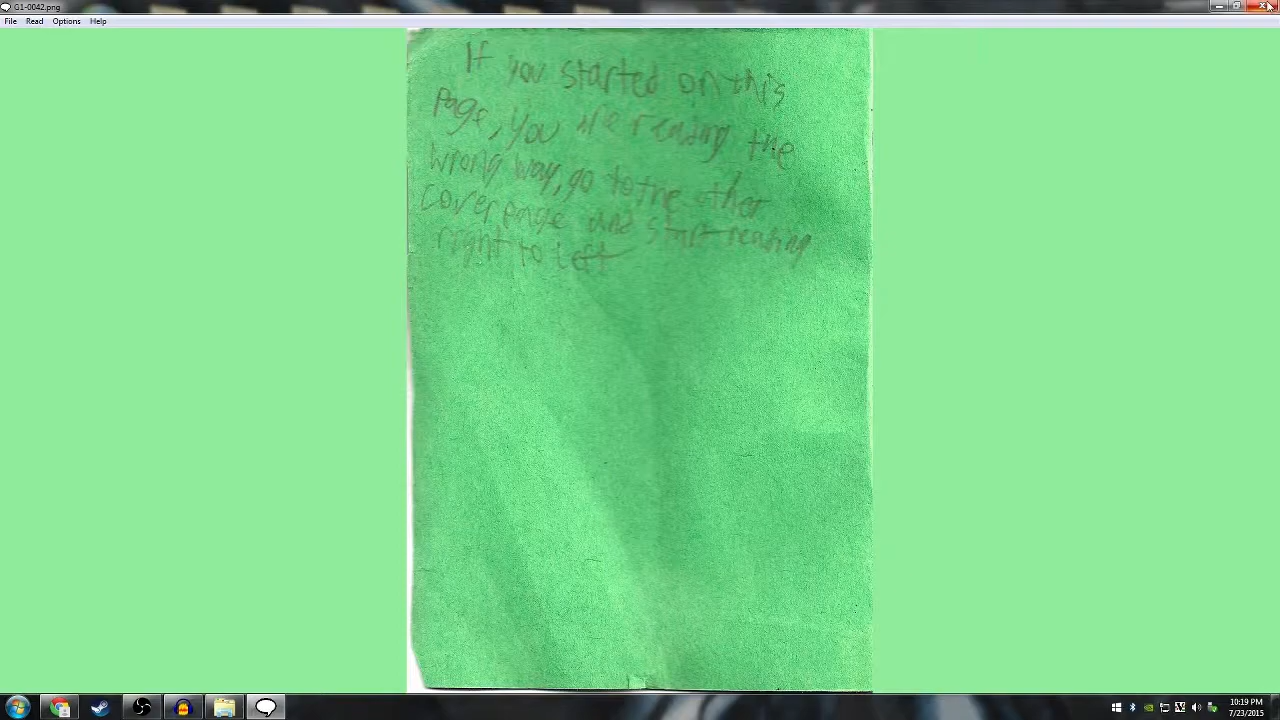 G1-0042.png
File Read Options Help
If you started on this
Page, you are reading the
wrong way, go to the other
cover page and start reading
right to left
10:19 PM
7/23/2015